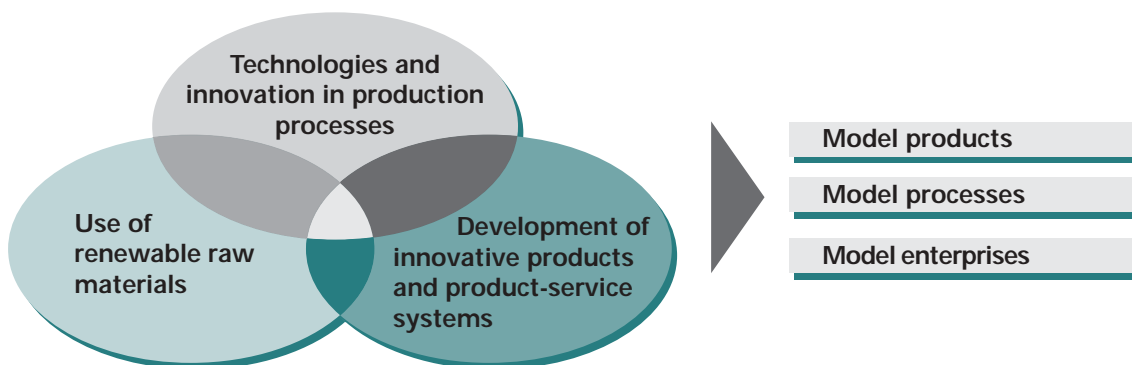 Technologies and
innovation in production
processes
Use of
renewable raw
materials
Development of
innovative products
and product-service
systems
Model products
Model processes
Model enterprises